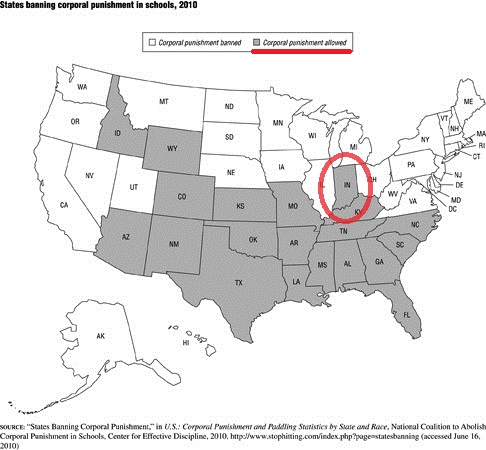 States banning corporal punishment in schools, 2010
Corporal punishment banned
Corporal punishment allowed
WA
MT
ND
MN
ME
OR
ID
SD
WI
MI
VT
NH
NY
MA
RI
CT
WY
IA
PA
NJ
NV
UT
NE
IL
IN
OH
DE
CA
CO
KS
MO
KY
WV
VA
MD
DC
AZ
NM
OK
AR
TN
NC
SC
TX
LA
MS
AL
GA
FL
AK
HI
SOURCE: "States Banning Corporal Punishment," in U.S.: Corporal Punishment and Paddling Statistics by State and Race, National Coalition to Abolish
Corporal Punishment in Schools, Center for Effective Discipline, 2010, http://www.stophitting.com/index.php?page=statesbanning (accessed June 16,
2010)